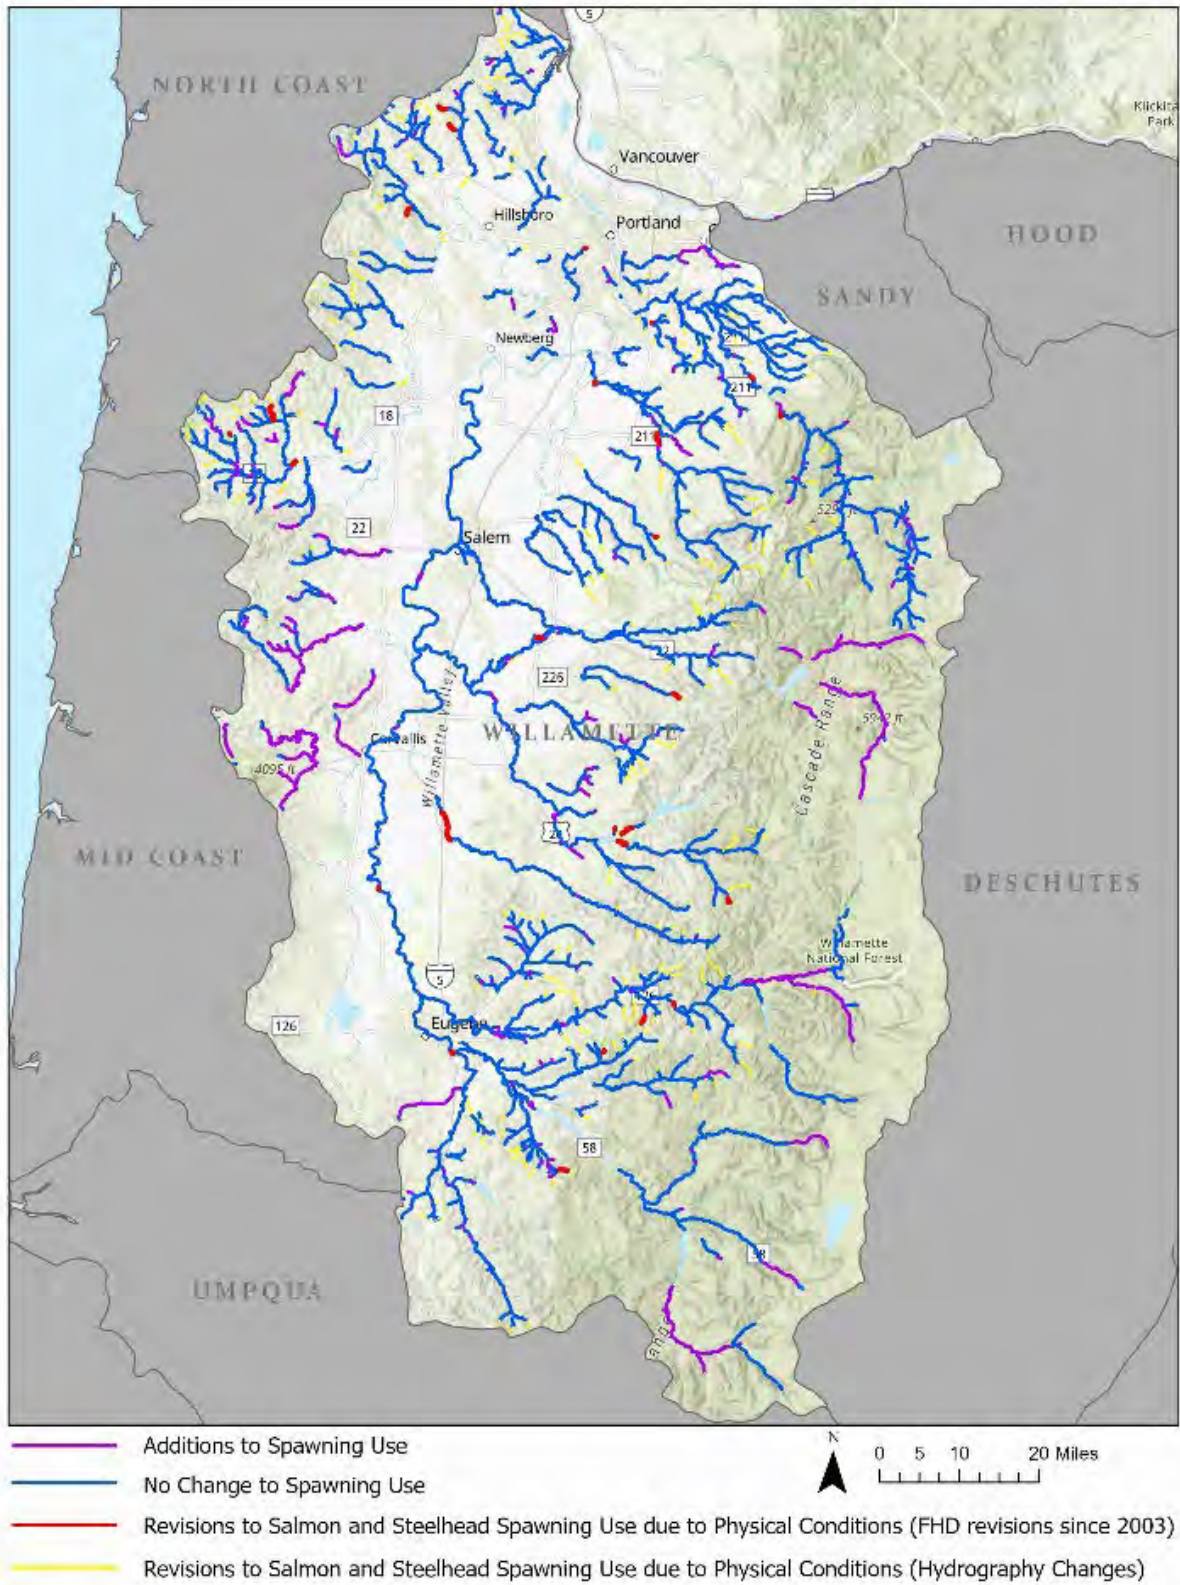 5
NORTH COAST
Park
Vancouver
Hillsboro
Portland
HOOD
SANDY
Newberg
211
211
18
211
22
Salem
22
226
WILLAMETTE
Willamette Valley
Cascade Range
Corvallis
4095 ft
MID COAST
DESCHUTES
Willamette
National Forest
5
126
Eugene
58
58
UMPQUA
Additions to Spawning Use
No Change to Spawning Use
Revisions to Salmon and Steelhead Spawning Use due to Physical Conditions (FHD revisions since 2003)
Revisions to Salmon and Steelhead Spawning Use due to Physical Conditions (Hydrography Changes)
N
0 5 10 20 Miles